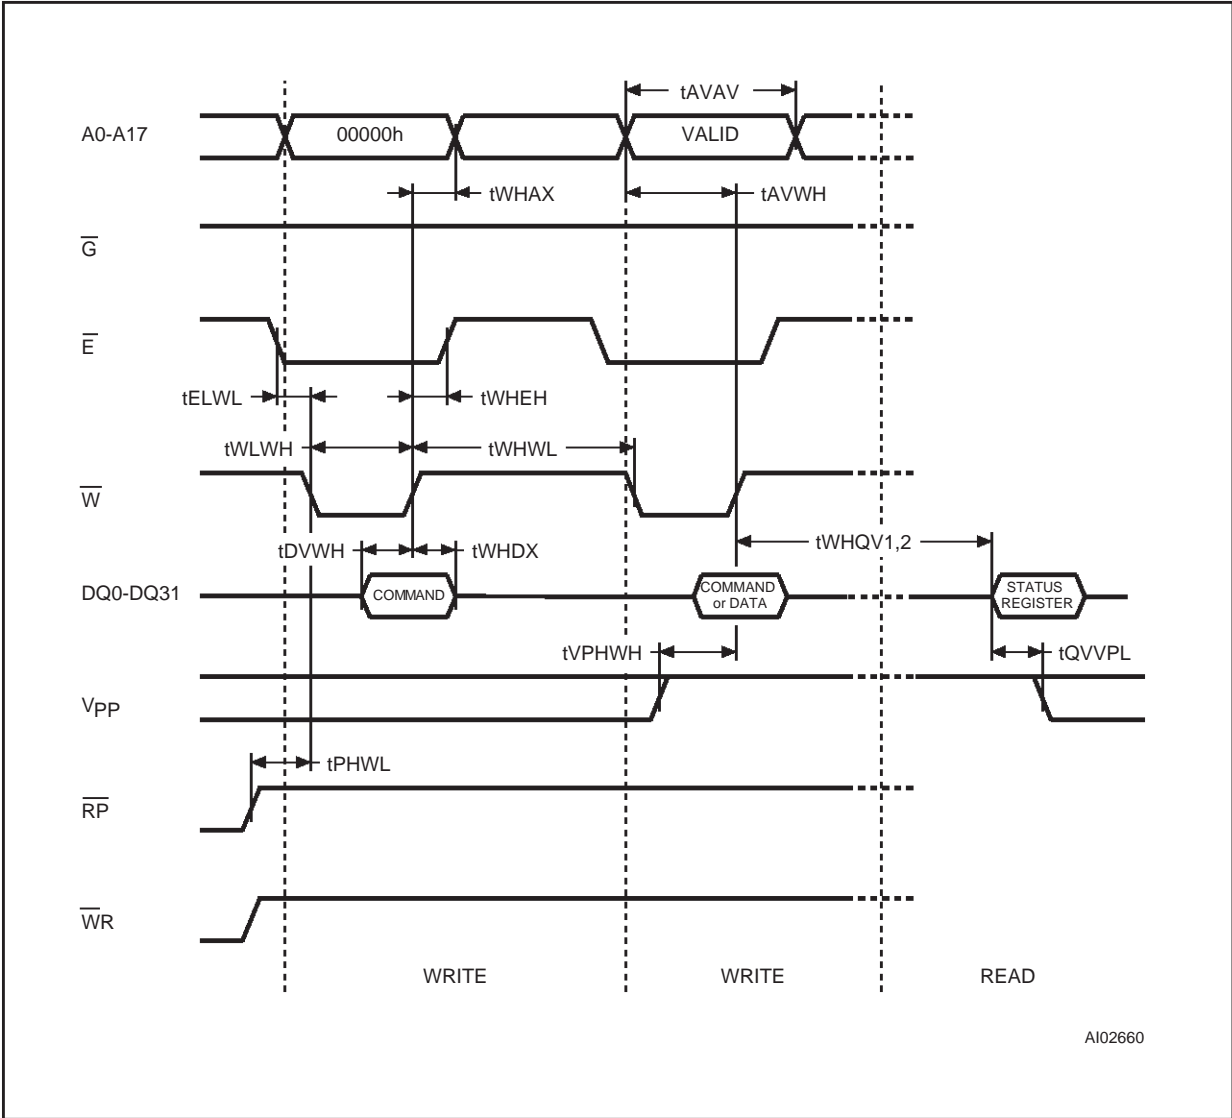 tAVAV
A0-A17 00000h VALID
tWHAX tAVWH
G
E
tELWL tWHEH
tWLWH tWHWL
W
tDVWH tWHDX tWHQV1,2
DQ0-DQ31 COMMAND COMMAND or DATA STATUS REGISTER
tVPHWH tQVVPL
VPP
tPHWL
RP
WR
WRITE WRITE READ
AI02660